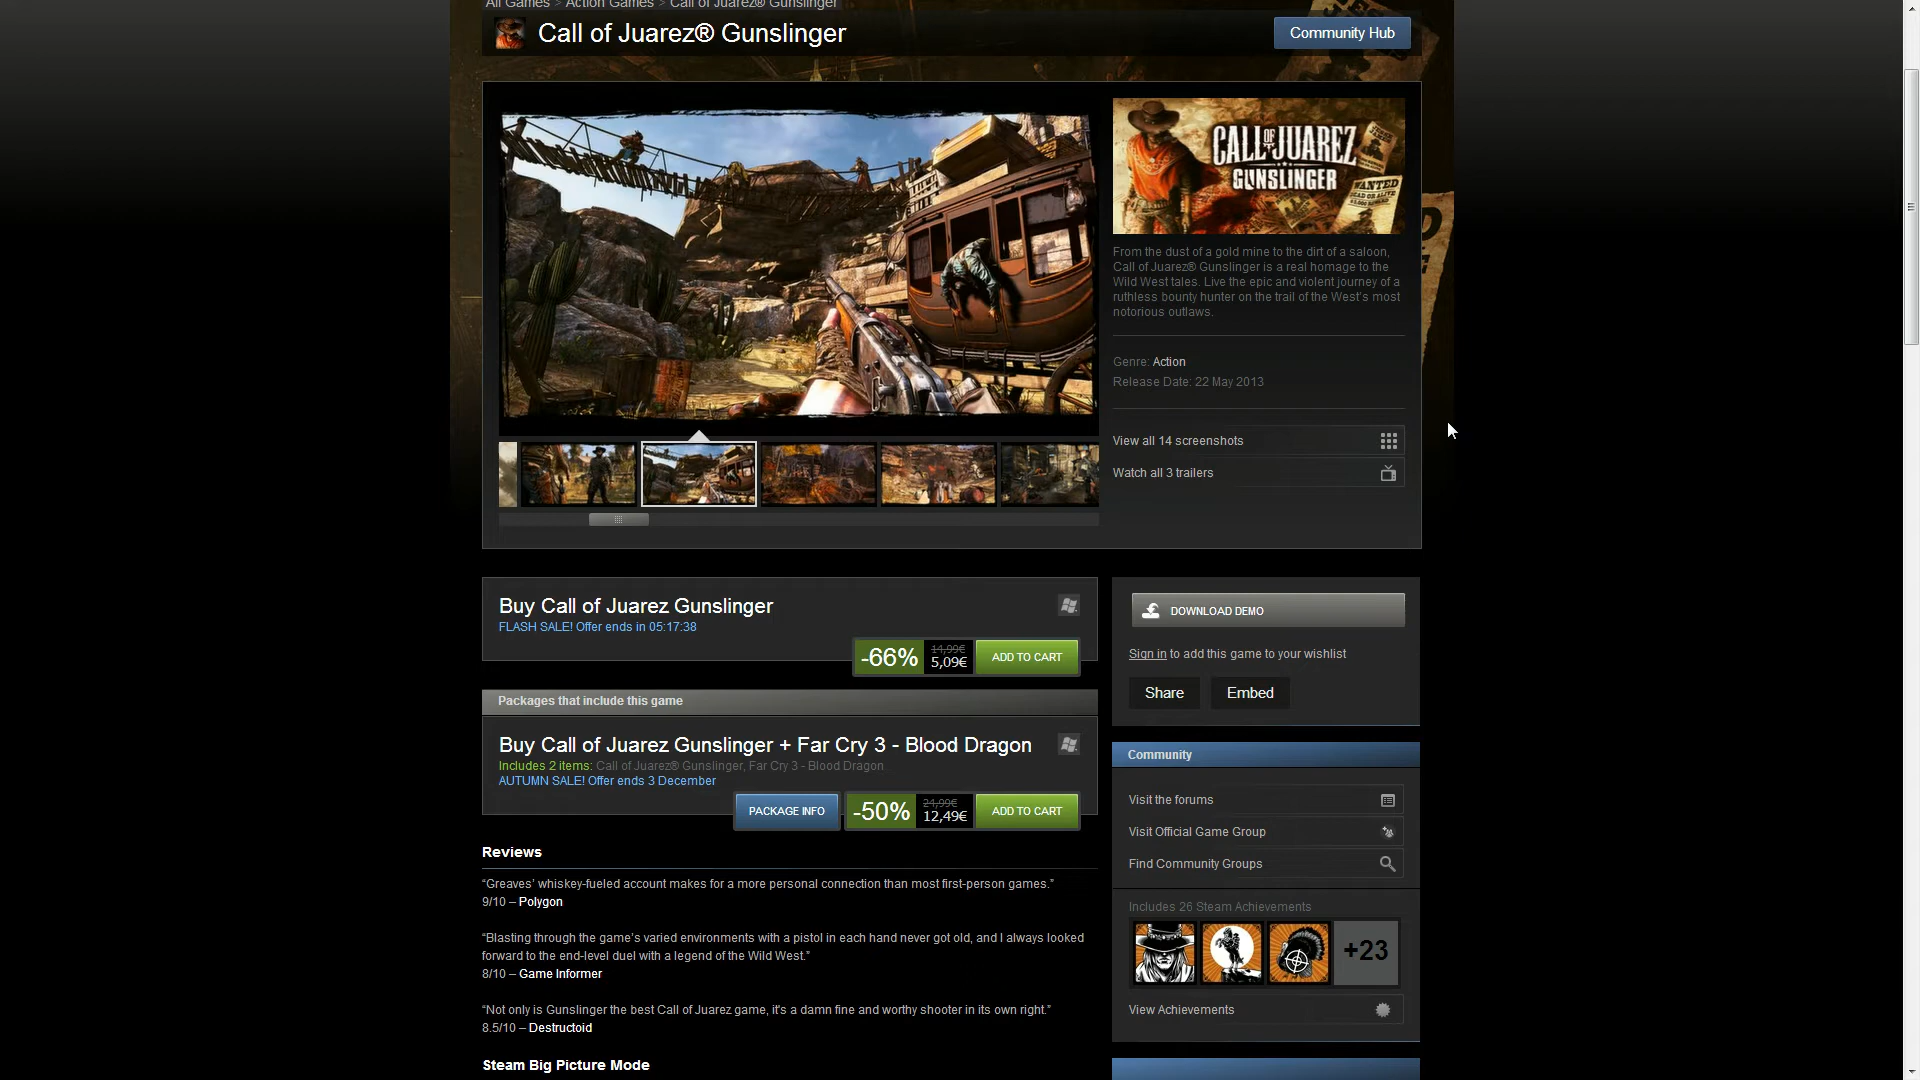 All Games > Action Games > Call of Juarez® Gunslinger
Call of Juarez® Gunslinger
Community Hub
CALL OF JUAREZ
GUNSLINGER
WANTED
DEAD OR ALIVE
From the dust of a gold mine to the dirt of a saloon,
Call of Juarez® Gunslinger is a real homage to the
Wild West tales. Live the epic and violent journey of a
ruthless bounty hunter on the trail of the West's most
notorious outlaws.
Genre: Action
Release Date: 22 May 2013
View all 14 screenshots
Watch all 3 trailers
Buy Call of Juarez Gunslinger
FLASH SALE! Offer ends in 05:17:38
-66%
14,99€
5,09€
ADD TO CART
Packages that include this game
Buy Call of Juarez Gunslinger + Far Cry 3 - Blood Dragon
Includes 2 items: Call of Juarez® Gunslinger, Far Cry 3 - Blood Dragon
AUTUMN SALE! Offer ends 3 December
PACKAGE INFO
-50%
24,99€
12,49€
ADD TO CART
Reviews
“Greaves’ whiskey-fueled account makes for a more personal connection than most first-person games.”
9/10 – Polygon
“Blasting through the game’s varied environments with a pistol in each hand never got old, and I always looked
forward to the end-level duel with a legend of the Wild West.”
8/10 – Game Informer
“Not only is Gunslinger the best Call of Juarez game, it's a damn fine and worthy shooter in its own right.”
8.5/10 – Destructoid
Steam Big Picture Mode
DOWNLOAD DEMO
Sign in to add this game to your wishlist
Share
Embed
Community
Visit the forums
Visit Official Game Group
Find Community Groups
Includes 26 Steam Achievements
+23
View Achievements